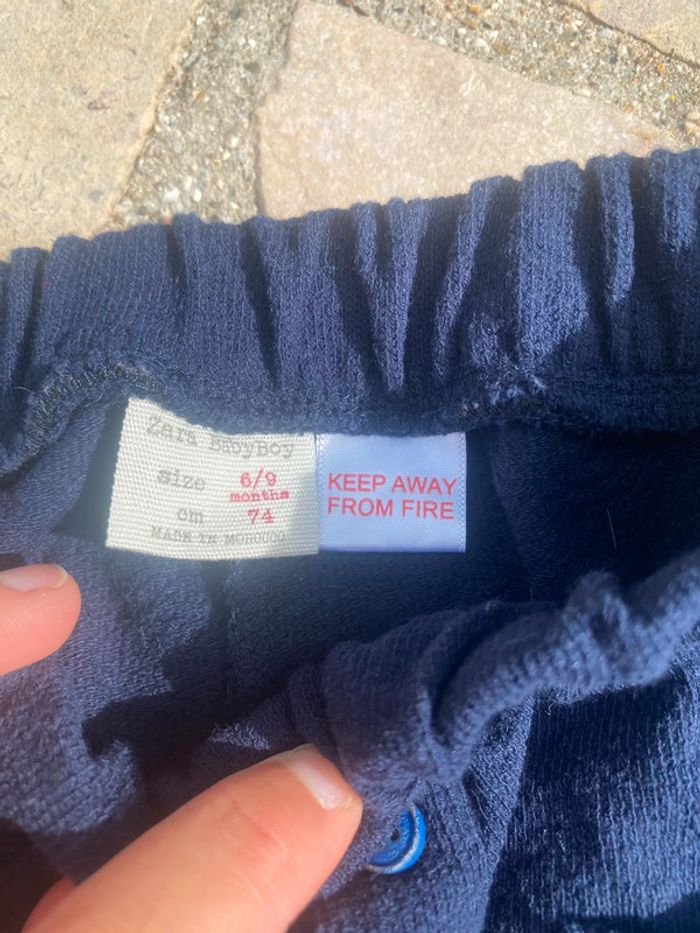 Zara BabyBoy
size 6/9
months
cm 74
MADE IN MOROCCO
KEEP AWAY
FROM FIRE